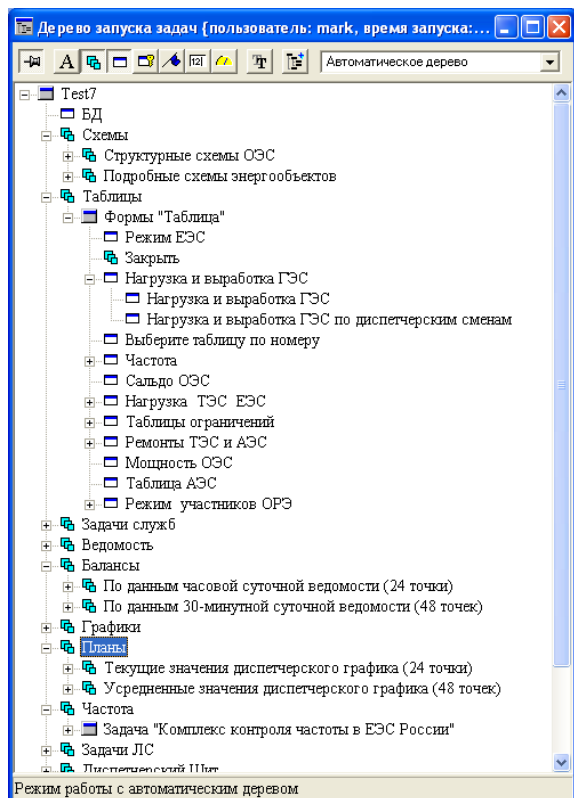 Дерево запуска задач {пользователь: mark, время запуска:...
A
12
Tr
Автоматическое дерево
Test7
БД
Схемы
Структурные схемы ОЭС
Подробные схемы энергообъектов
Таблицы
Формы "Таблица"
Режим ЕЭС
Закрыть
Нагрузка и выработка ГЭС
Нагрузка и выработка ГЭС
Нагрузка и выработка ГЭС по диспетчерским сменам
Выберите таблицу по номеру
Частота
Сальдо ОЭС
Нагрузка ТЭС ЕЭС
Таблицы ограничений
Ремонты ТЭС и АЭС
Мощность ОЭС
Таблица АЭС
Режим участников ОРЭ
Задачи служб
Ведомость
Балансы
По данным часовой суточной ведомости (24 точки)
По данным 30-минутной суточной ведомости (48 точек)
Графики
Планы
Текущие значения диспетчерского графика (24 точки)
Усредненные значения диспетчерского графика (48 точек)
Частота
Задача "Комплекс контроля частоты в ЕЭС России"
Задачи ЛС
Диспетчерский Щит
Режим работы с автоматическим деревом